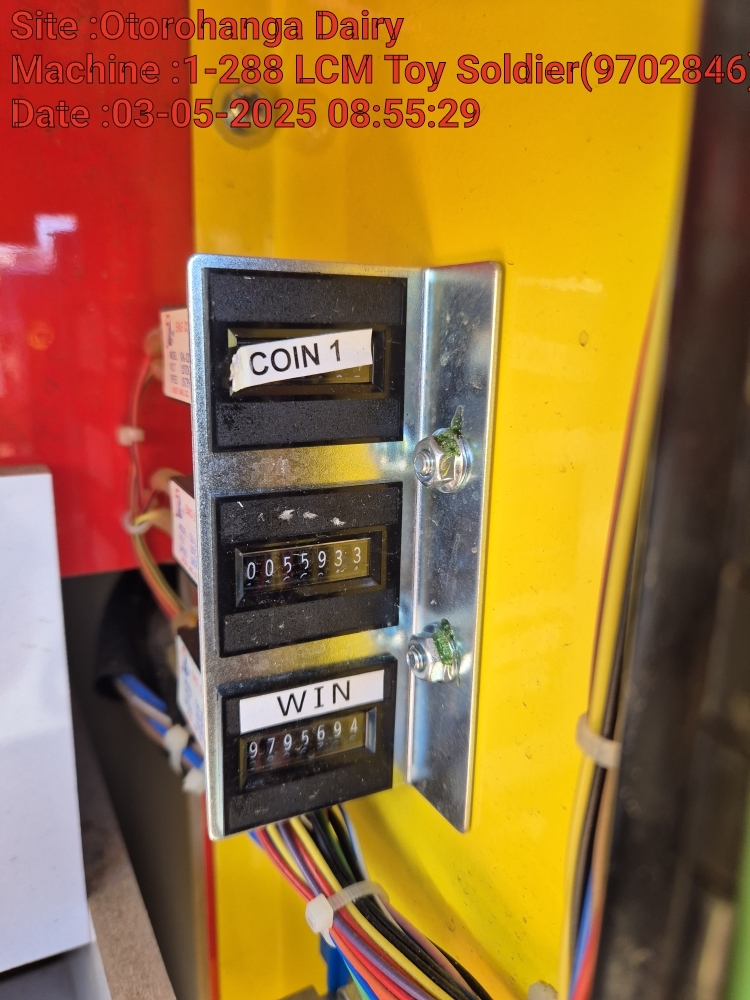 Site :Otorohanga Dairy
Machine :1-288 LCM Toy Soldier(9702846)
Date :03-05-2025 08:55:29
COIN 1
0055933
WIN
9795694